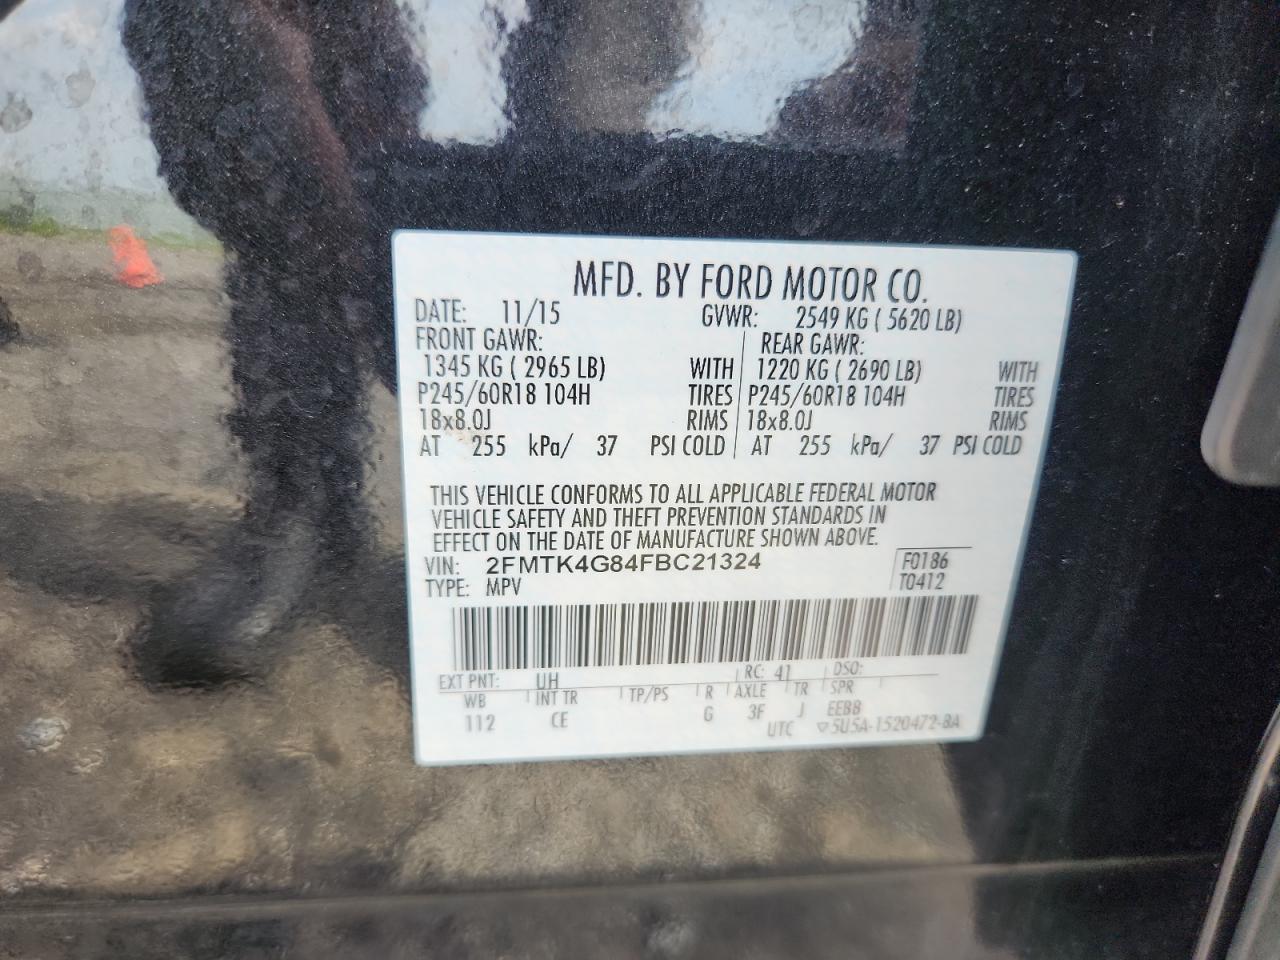 MFD. BY FORD MOTOR CO.
DATE: 11/15 GVWR: 2549 KG ( 5620 LB)
FRONT GAWR: REAR GAWR:
1345 KG ( 2965 LB) WITH 1220 KG ( 2690 LB) WITH
P245/60R18 104H TIRES P245/60R18 104H TIRES
18x8.0J RIMS 18x8.0J RIMS
AT 255 kPa/ 37 PSI COLD AT 255 kPa/ 37 PSI COLD
THIS VEHICLE CONFORMS TO ALL APPLICABLE FEDERAL MOTOR
VEHICLE SAFETY AND THEFT PREVENTION STANDARDS IN
EFFECT ON THE DATE OF MANUFACTURE SHOWN ABOVE.
VIN: 2FMTK4G84FBC21324 F0186
TYPE: MPV T0412
EXT PNT: UH RC: 41 DSO:
WB INT TR TP/PS R AXLE TR SPR
112 CE G 3F J EEBB
UTC ▽5U5A-1520472-BA